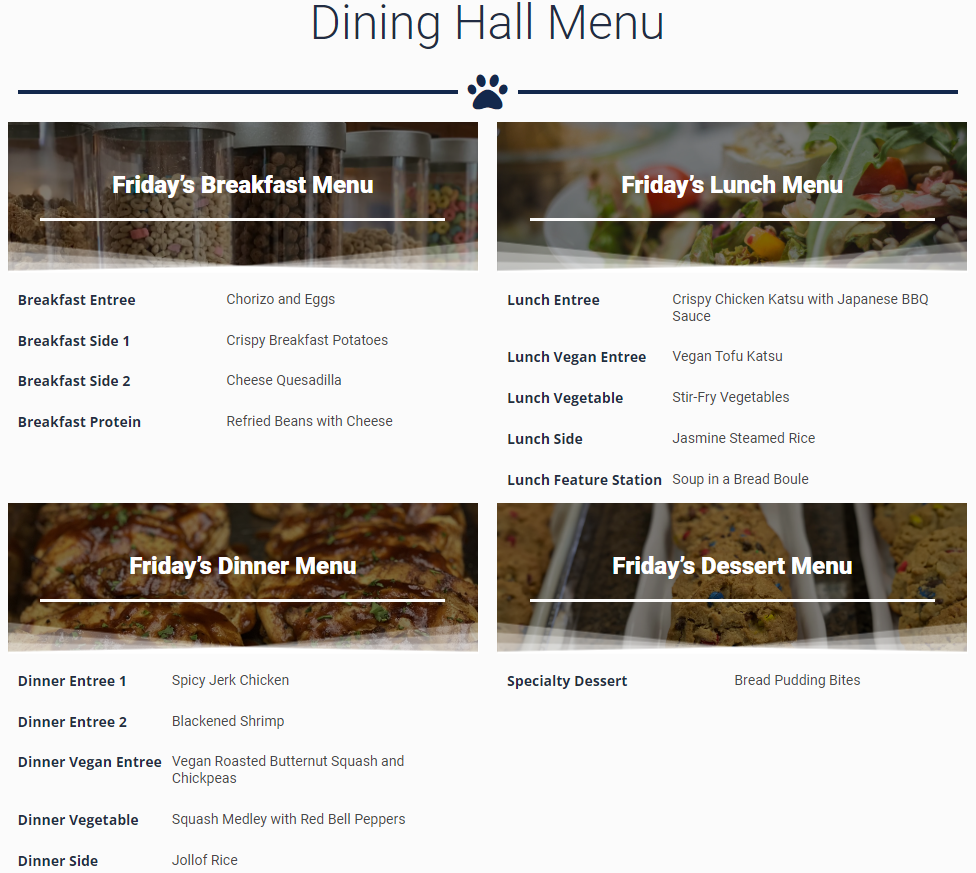 Dining Hall Menu
Friday’s Breakfast Menu
Breakfast Entree Chorizo and Eggs
Breakfast Side 1 Crispy Breakfast Potatoes
Breakfast Side 2 Cheese Quesadilla
Breakfast Protein Refried Beans with Cheese
Friday’s Lunch Menu
Lunch Entree Crispy Chicken Katsu with Japanese BBQ
Sauce
Lunch Vegan Entree Vegan Tofu Katsu
Lunch Vegetable Stir-Fry Vegetables
Lunch Side Jasmine Steamed Rice
Lunch Feature Station Soup in a Bread Boule
Friday’s Dinner Menu
Dinner Entree 1 Spicy Jerk Chicken
Dinner Entree 2 Blackened Shrimp
Dinner Vegan Entree Vegan Roasted Butternut Squash and
Chickpeas
Dinner Vegetable Squash Medley with Red Bell Peppers
Dinner Side Jollof Rice
Friday’s Dessert Menu
Specialty Dessert Bread Pudding Bites